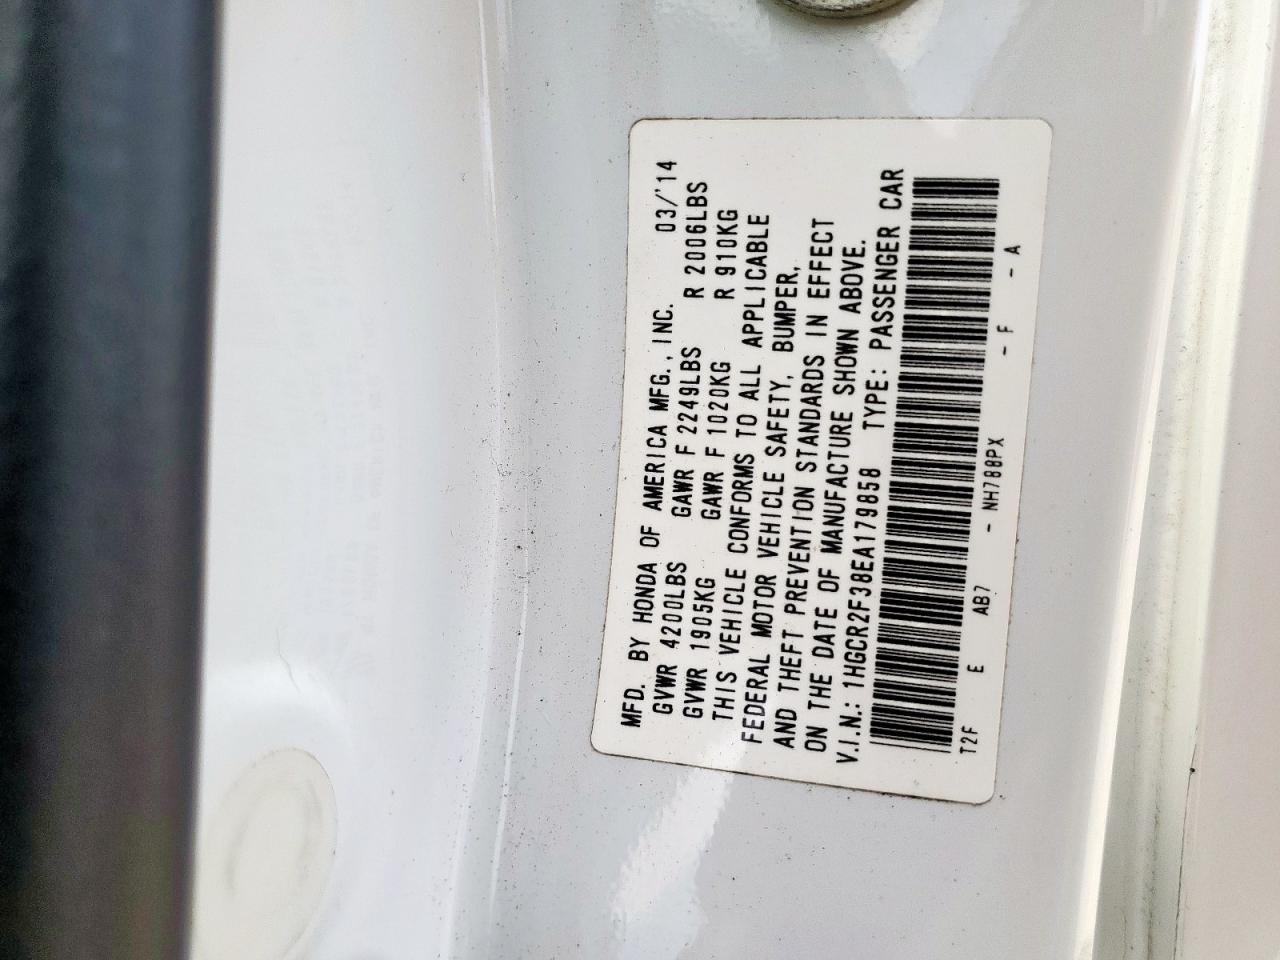 MFD. BY HONDA OF AMERICA MFG., INC. 03/'14
GVWR 4200LBS GAWR F 2249LBS R 2006LBS
GVWR 1905KG GAWR F 1020KG R 910KG
THIS VEHICLE CONFORMS TO ALL APPLICABLE
FEDERAL MOTOR VEHICLE SAFETY, BUMPER,
AND THEFT PREVENTION STANDARDS IN EFFECT
ON THE DATE OF MANUFACTURE SHOWN ABOVE.
V.I.N.: 1HGCR2F38EA179858 TYPE: PASSENGER CAR
T2F E AB7 - NH788PX - F - A